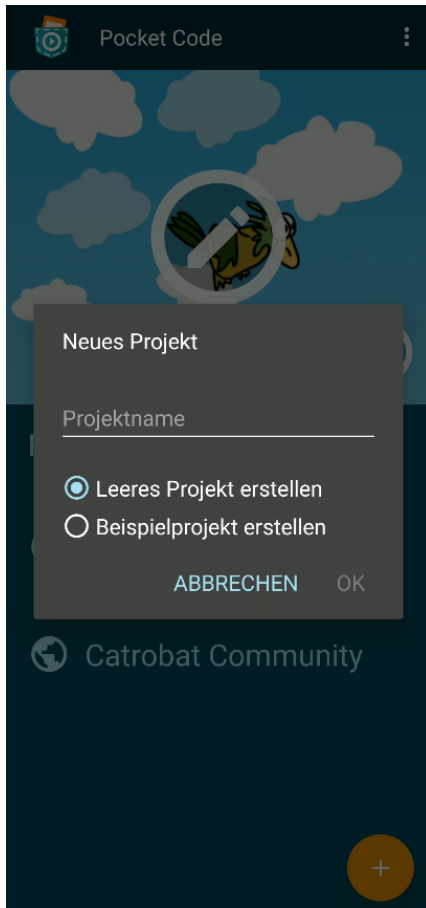 Pocket Code
Neues Projekt
Projektname
Leeres Projekt erstellen
Beispielprojekt erstellen
ABBRECHEN OK
Catrobat Community